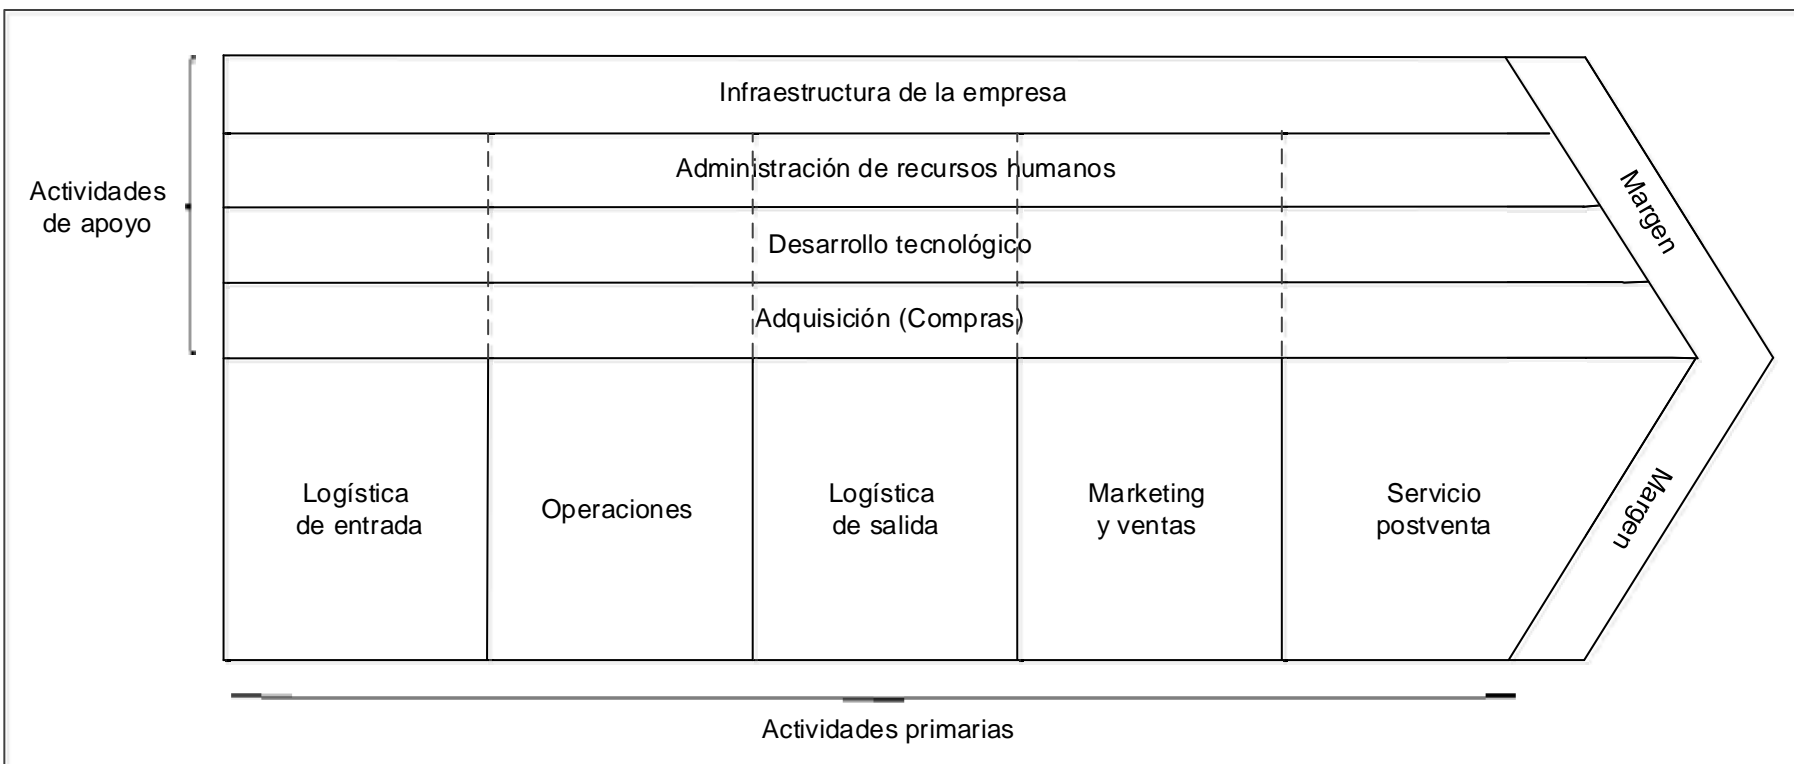 Infraestructura de la empresa
Administración de recursos humanos
Actividades
de apoyo
Desarrollo tecnológico
Adquisición (Compras)
Margen
Logística
de entrada
Operaciones
Logística
de salida
Marketing
y ventas
Servicio
postventa
Margen
Actividades primarias